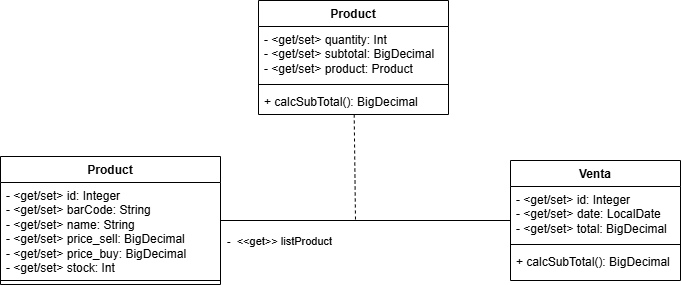 Product
- <get/set> quantity: Int
- <get/set> subtotal: BigDecimal
- <get/set> product: Product
+ calcSubTotal(): BigDecimal
Product
- <get/set> id: Integer
- <get/set> barCode: String
- <get/set> name: String
- <get/set> price_sell: BigDecimal
- <get/set> price_buy: BigDecimal
- <get/set> stock: Int
- <<get>> listProduct
Venta
- <get/set> id: Integer
- <get/set> date: LocalDate
- <get/set> total: BigDecimal
+ calcSubTotal(): BigDecimal